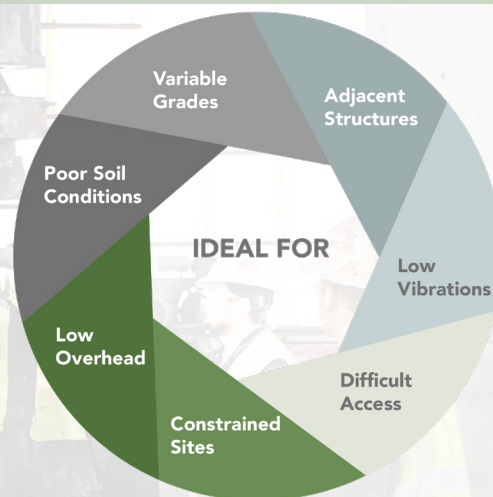 Variable
Grades
Adjacent
Structures
Poor Soil
Conditions
IDEAL FOR
Low
Vibrations
Low
Overhead
Difficult
Access
Constrained
Sites